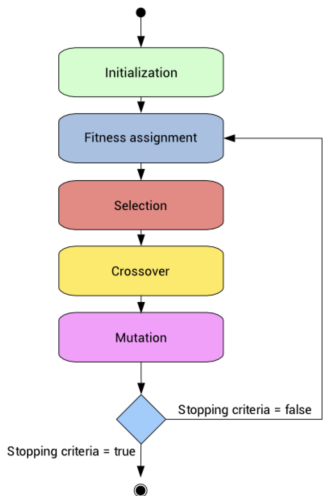 Initialization
Fitness assignment
Selection
Crossover
Mutation
Stopping criteria = false
Stopping criteria = true